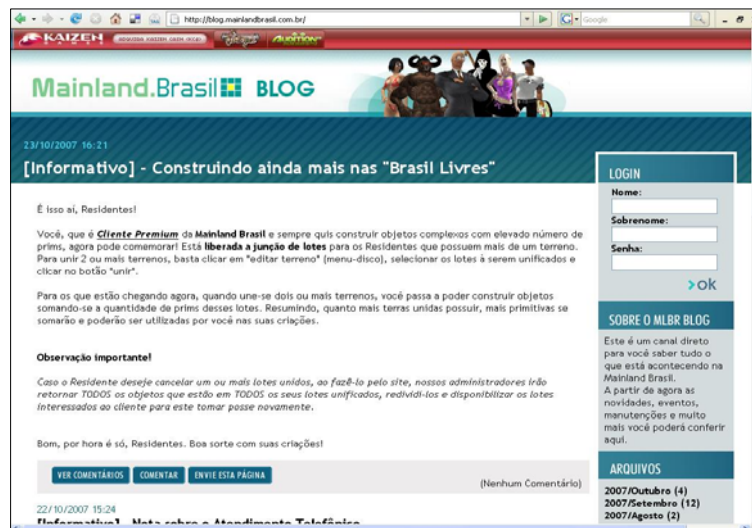 http://blog.mainlandbrasil.com.br/
Google
KAIZEN
AUDITION
Mainland.Brasil BLOG
23/10/2007 16:21
[Informativo] - Construindo ainda mais nas "Brasil Livres"
É isso aí, Residentes!
Você, que é Cliente Premium da Mainland Brasil e sempre quis construir objetos complexos com elevado número de
prims, agora pode comemorar! Está liberada a junção de lotes para os Residentes que possuem mais de um terreno.
Para unir 2 ou mais terrenos, basta clicar em "editar terreno" (menu-disco), selecionar os lotes à serem unificados e
clicar no botão "unir".
Para os que estão chegando agora, quando une-se dois ou mais terrenos, você passa a poder construir objetos
somando-se a quantidade de prims desses lotes. Resumindo, quanto mais terras unidas possuir, mais primitivas se
somarão e poderão ser utilizadas por você nas suas criações.
Observação importante!
Caso o Residente deseje cancelar um ou mais lotes unidos, ao fazê-lo pelo site, nossos administradores irão
retornar TODOS os objetos que estão em TODOS os seus lotes unificados, redividi-los e disponibilizar os lotes
interessados ao cliente para este tomar posse novamente.
Bom, por hora é só, Residentes. Boa sorte com suas criações!
VER COMENTÁRIOS COMENTAR ENVIE ESTA PÁGINA
(Nenhum Comentário)
22/10/2007 15:24
[Informativo] - Nota sobre o Atendimento Telefônico
LOGIN
Nome:
Sobrenome:
Senha:
>ok
SOBRE O MLBR BLOG
Este é um canal direto
para você saber tudo o
que está acontecendo na
Mainland Brasil.
A partir de agora as
novidades, eventos,
manutenções e muito
mais você poderá conferir
aqui.
ARQUIVOS
2007/Outubro (4)
2007/Setembro (12)
2007/Agosto (2)